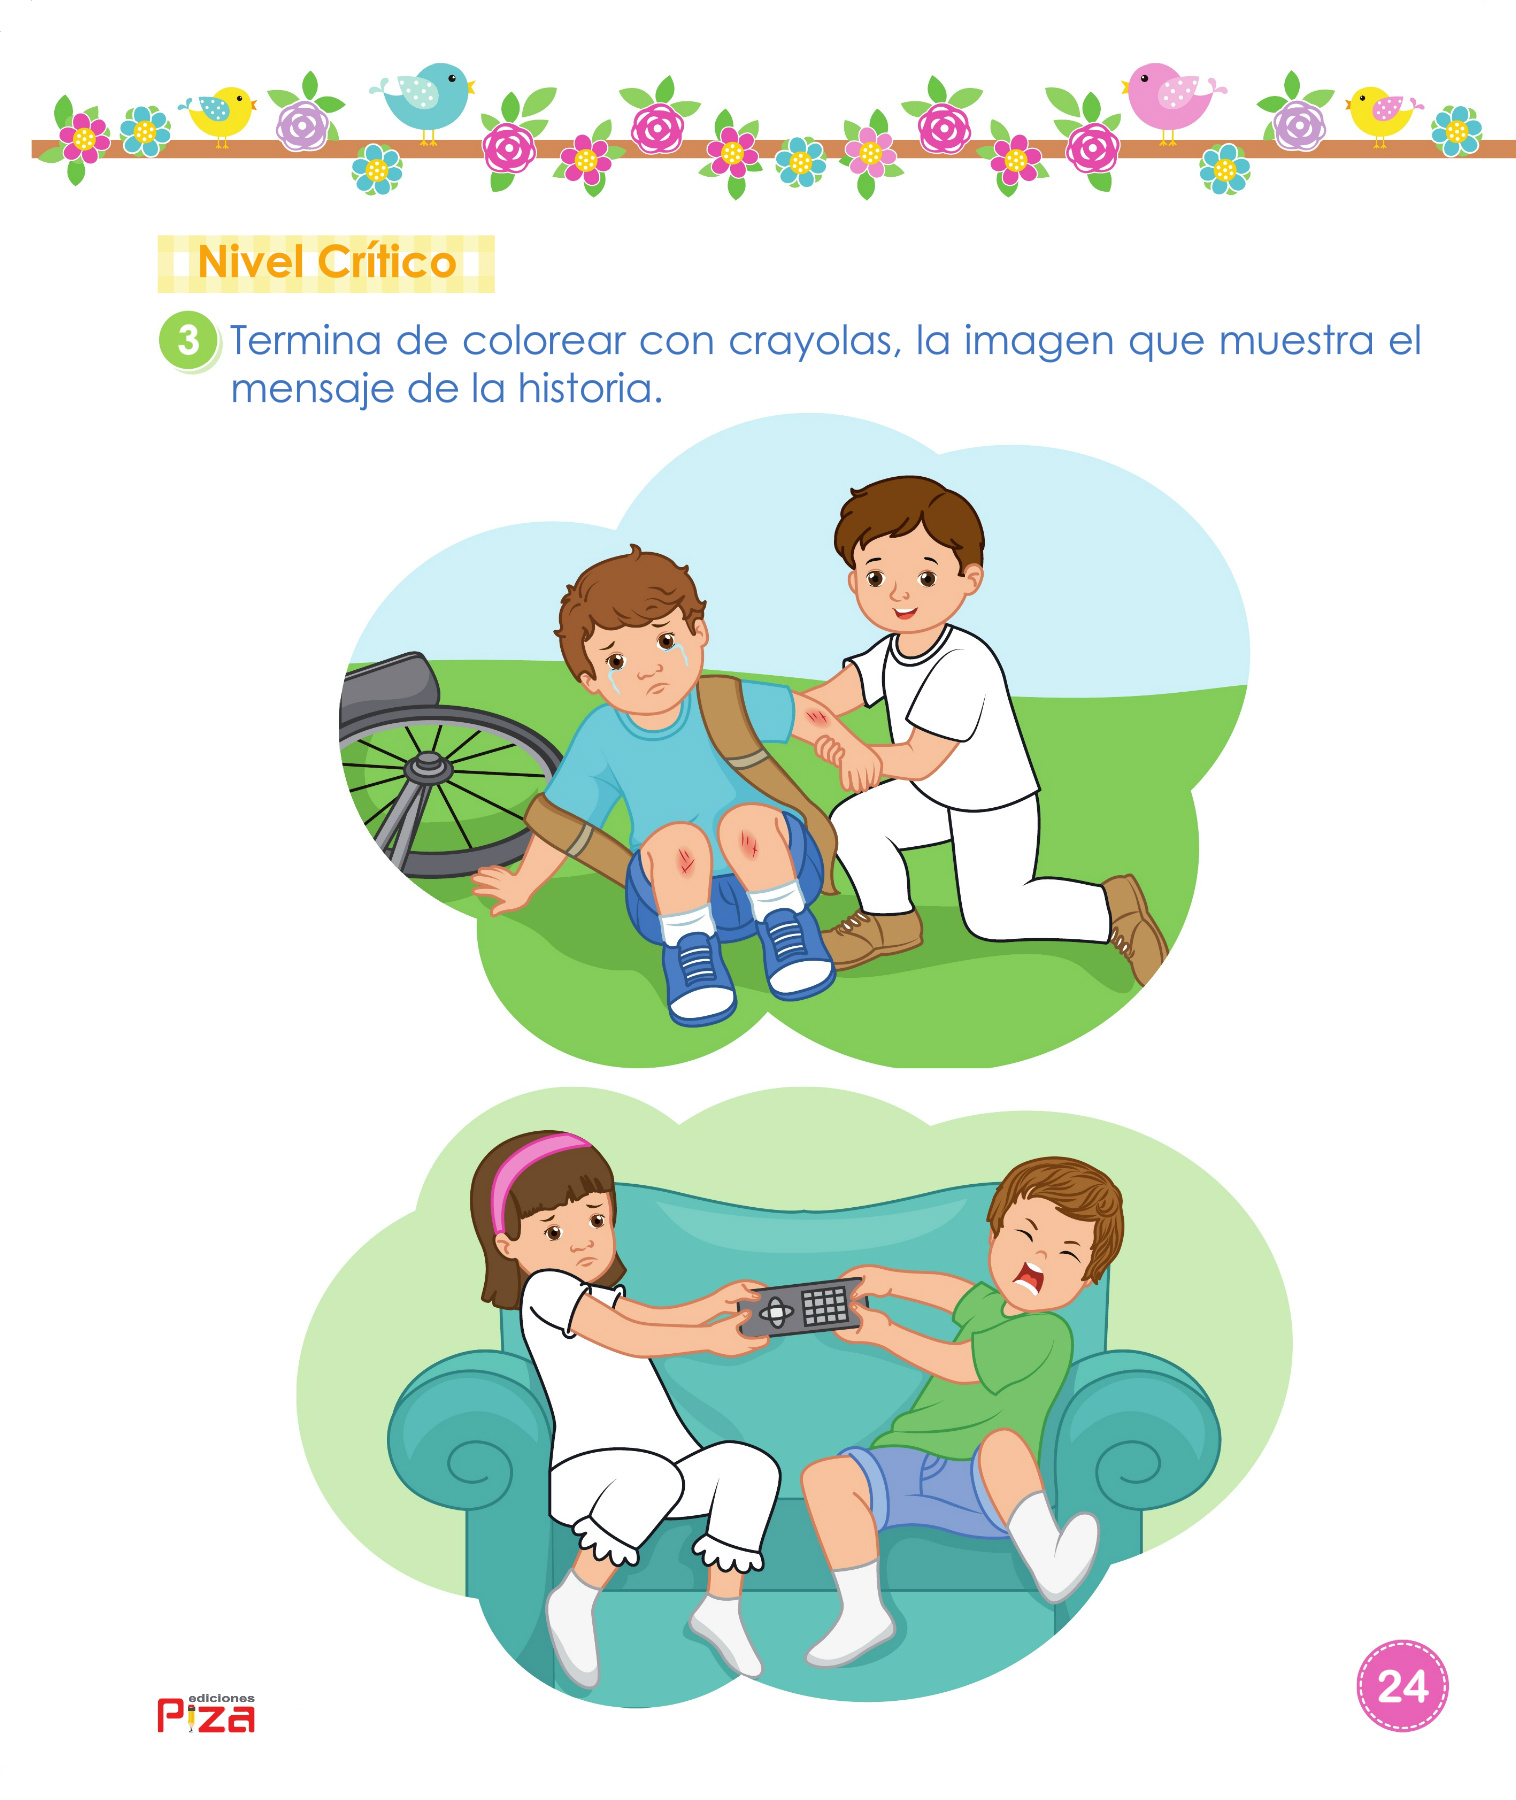 Nivel Crítico
3 Termina de colorear con crayolas, la imagen que muestra el
mensaje de la historia.
ediciones
Piza
24